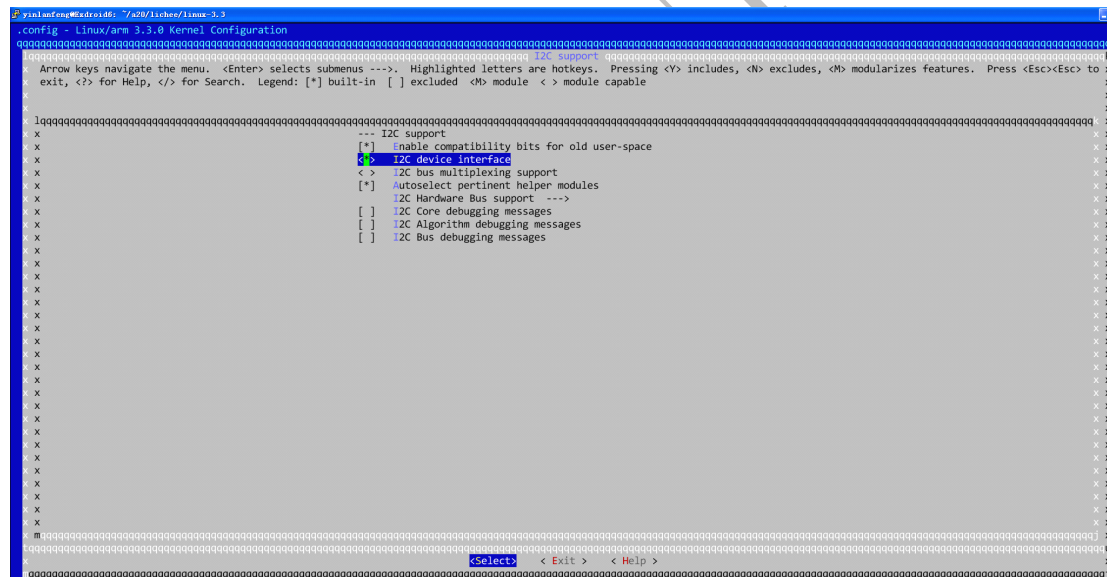 yinlanfeng@Exdroid6: ~/a20/lichee/linux-3.3
.config - Linux/arm 3.3.0 Kernel Configuration
I2C support
Arrow keys navigate the menu. <Enter> selects submenus --->. Highlighted letters are hotkeys. Pressing <Y> includes, <N> excludes, <M> modularizes features. Press <Esc><Esc> to
exit, <?> for Help, </> for Search. Legend: [*] built-in [ ] excluded <M> module < > module capable
--- I2C support
[*] Enable compatibility bits for old user-space
<*> I2C device interface
< > I2C bus multiplexing support
[*] Autoselect pertinent helper modules
I2C Hardware Bus support --->
[ ] I2C Core debugging messages
[ ] I2C Algorithm debugging messages
[ ] I2C Bus debugging messages
<Select> < Exit > < Help >